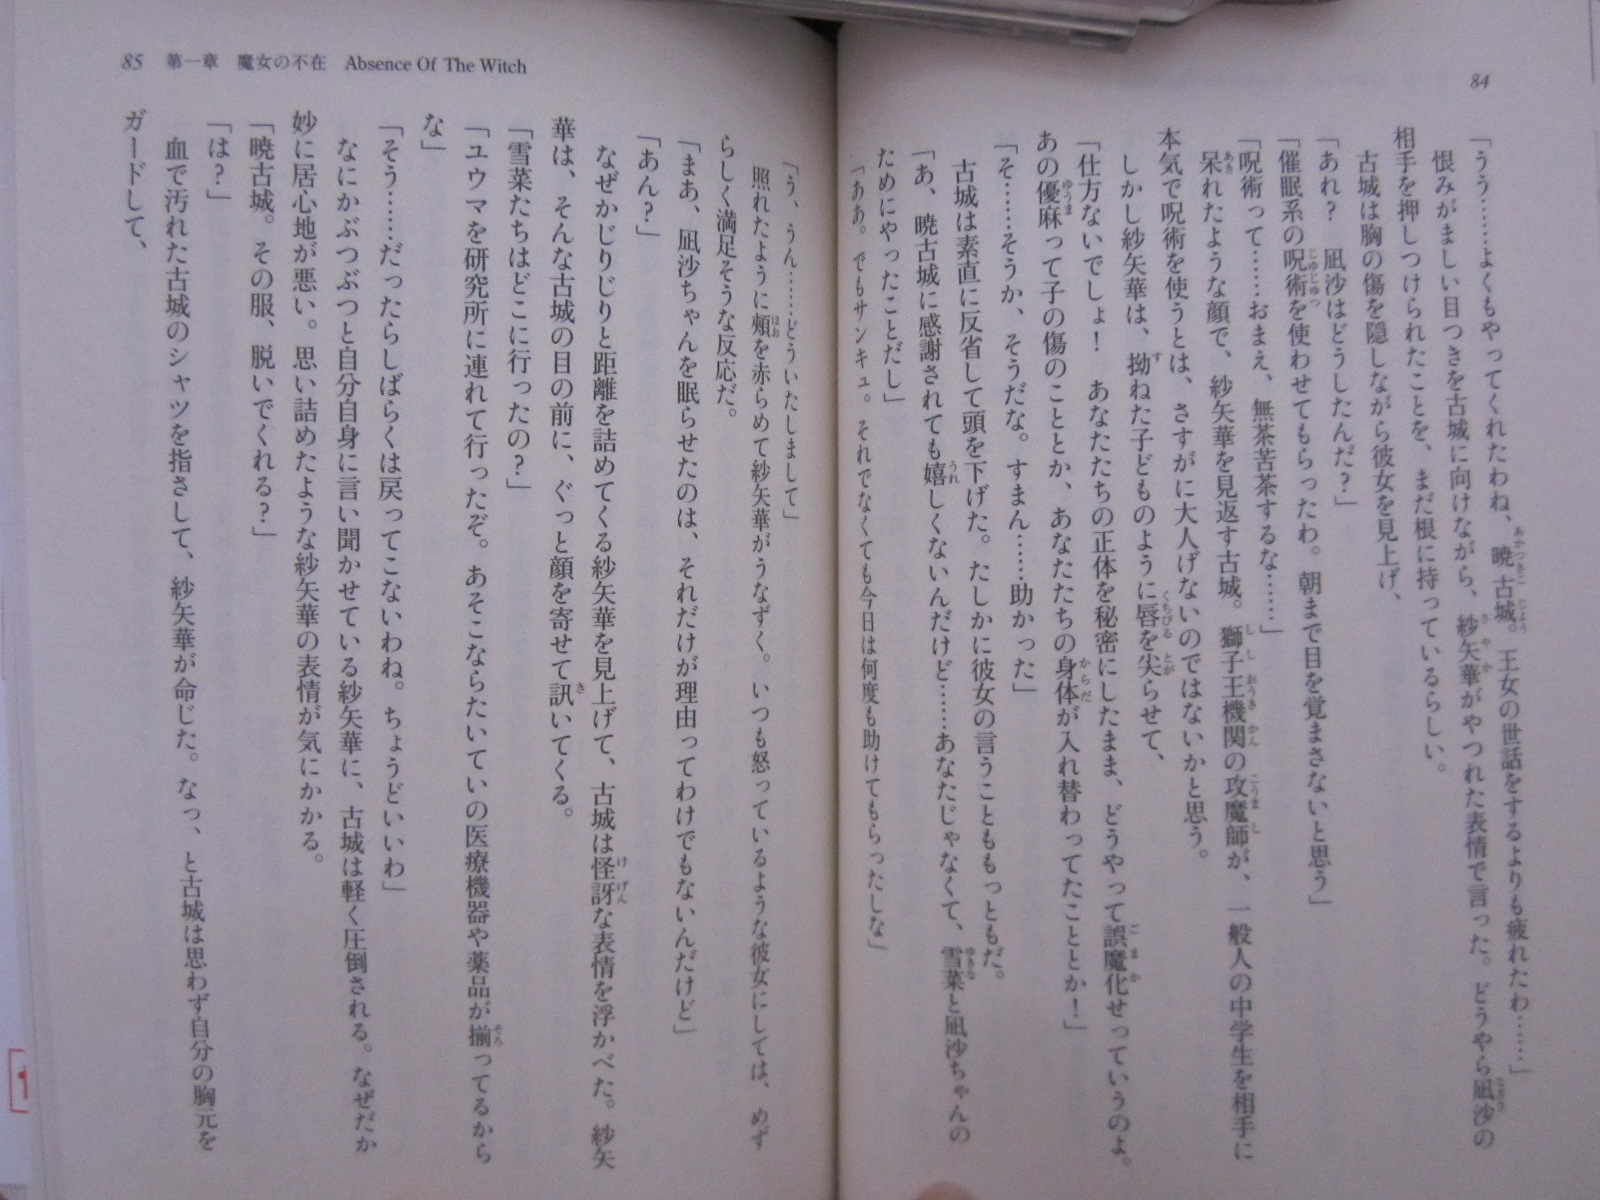 84
「うう……よくもやってくれたわね、暁古城。王女の世話をするよりも疲れたわ……」
恨みがましい目つきを古城に向けながら、紗矢華がやつれた表情で言った。どうやら凪沙の
相手を押しつけられたことを、まだ根に持っているらしい。
古城は胸の傷を隠しながら彼女を見上げ、
「あれ？　凪沙はどうしたんだ？」
「催眠系の呪術を使わせてもらったわ。朝まで目を覚まさないと思う」
「呪術って……おまえ、無茶苦茶するな……」
呆れたような顔で、紗矢華を見返す古城。獅子王機関の攻魔師が、一般人の中学生を相手に
本気で呪術を使うとは、さすがに大人げないのではないかと思う。
しかし紗矢華は、拗ねた子どものように唇を尖らせて、
「仕方ないでしょ！　あなたたちの正体を秘密にしたまま、どうやって誤魔化せっていうのよ。
あの優麻って子の傷のこととか、あなたたちの身体が入れ替わってたこととか！」
「そ……そうか、そうだな。すまん……助かった」
古城は素直に反省して頭を下げた。たしかに彼女の言うことももっともだ。
「あ、暁古城に感謝されても嬉しくないんだけど……あなたじゃなくて、雪菜と凪沙ちゃんの
ためにやったことだし」
「ああ。でもサンキュ。それでなくても今日は何度も助けてもらったしな」
「う、うん……どういたしまして」
照れたように頬を赤らめて紗矢華がうなずく。いつも怒っているような彼女にしては、めず
らしく満足そうな反応だ。
「まあ、凪沙ちゃんを眠らせたのは、それだけが理由ってわけでもないんだけど」
「あん？」
なぜかじりじりと距離を詰めてくる紗矢華を見上げて、古城は怪訝な表情を浮かべた。紗矢
華は、そんな古城の目の前に、ぐっと顔を寄せて訊いてくる。
「雪菜たちはどこに行ったの？」
「ユウマを研究所に連れて行ったぞ。あそこならたいていの医療機器や薬品が揃ってるから
な」
「そう……だったらしばらくは戻ってこないわね。ちょうどいいわ」
なにかぶつぶつと自分自身に言い聞かせている紗矢華に、古城は軽く圧倒される。なぜだか
妙に居心地が悪い。思い詰めたような紗矢華の表情が気にかかる。
「暁古城。その服、脱いでくれる？」
「は？」
血で汚れた古城のシャツを指さして、紗矢華が命じた。なっ、と古城は思わず自分の胸元を
ガードして、
85　第一章　魔女の不在　Absence Of The Witch